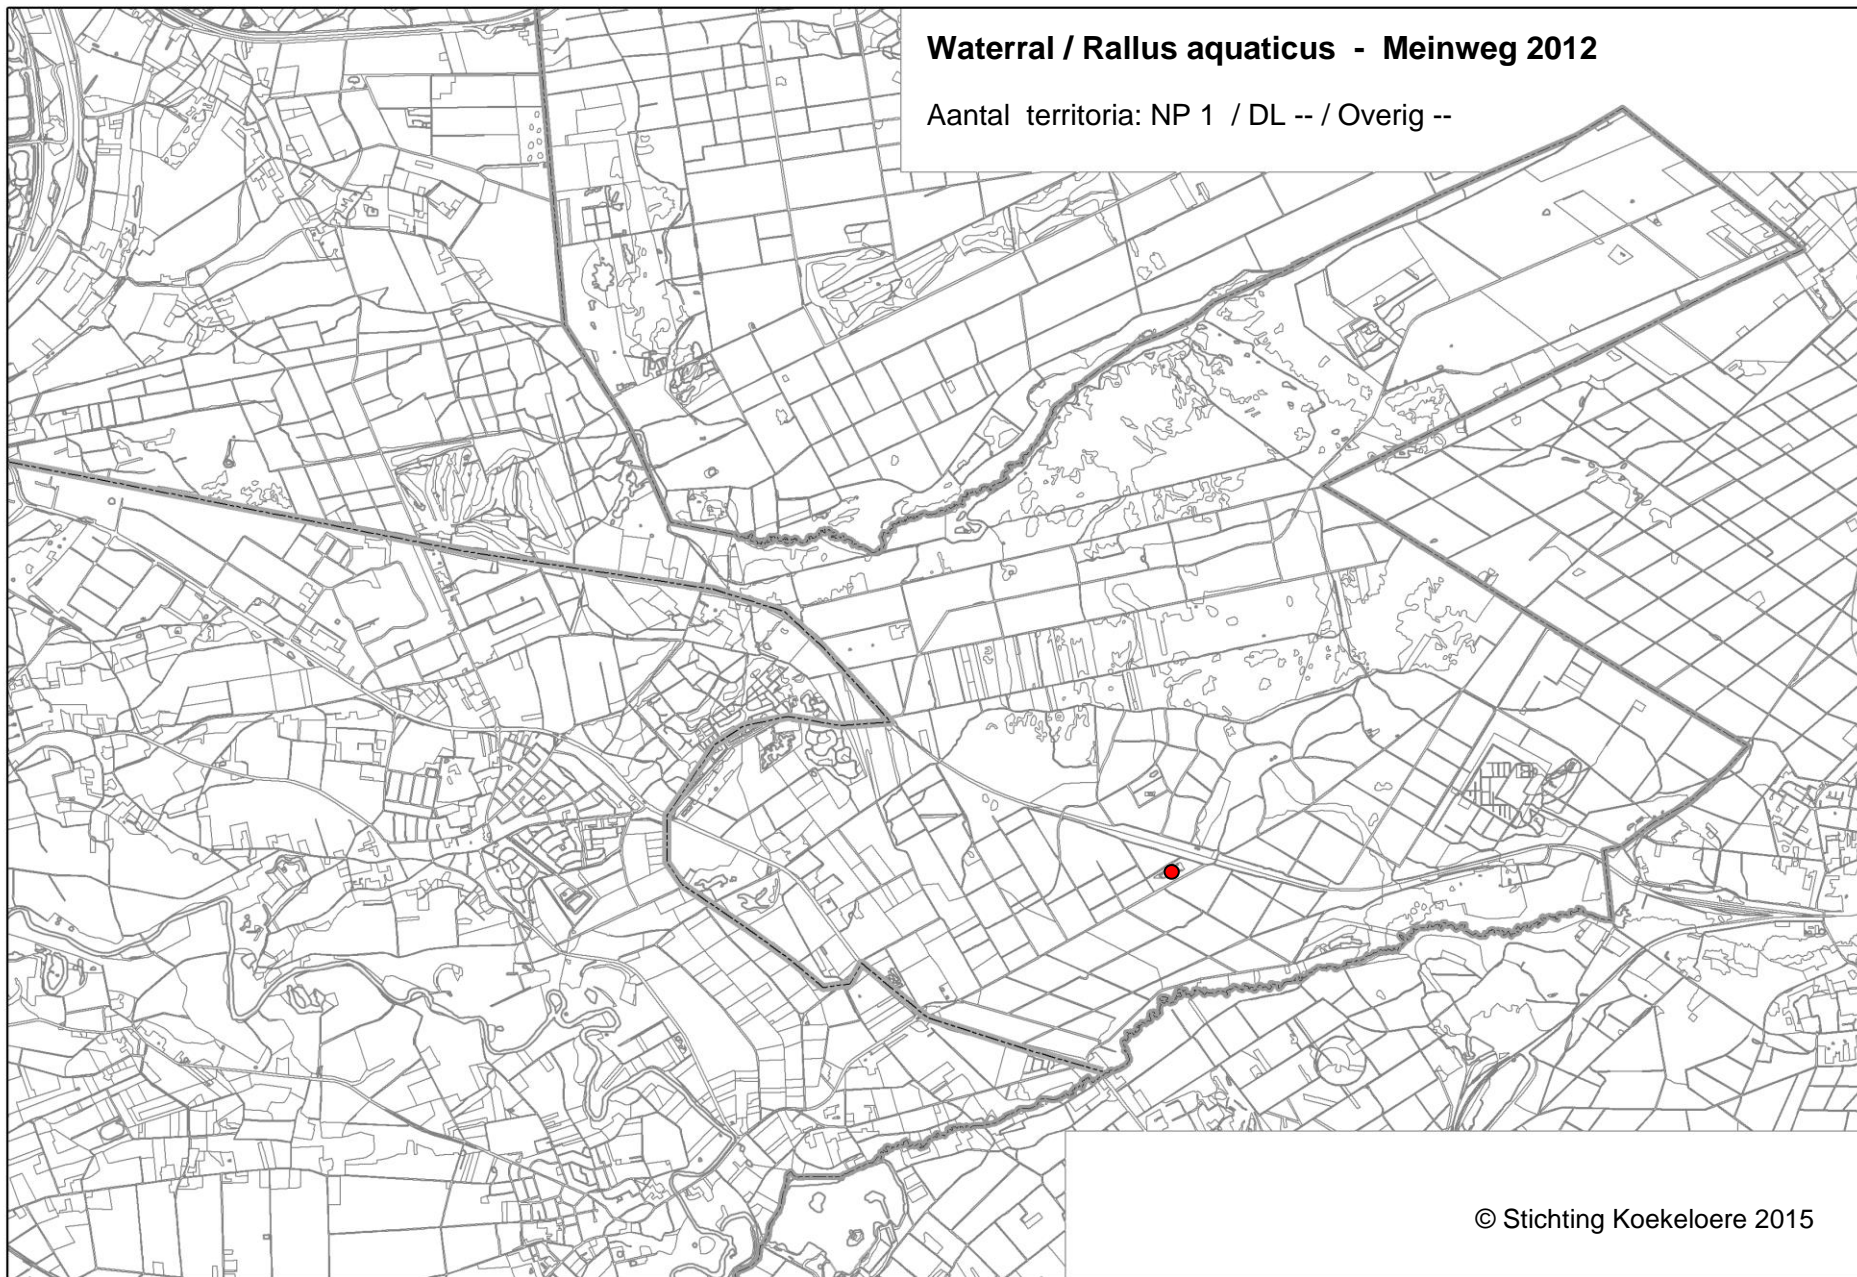 Waterral / Rallus aquaticus - Meinweg 2012
Aantal territoria: NP 1 / DL -- / Overig --
© Stichting Koekeloere 2015